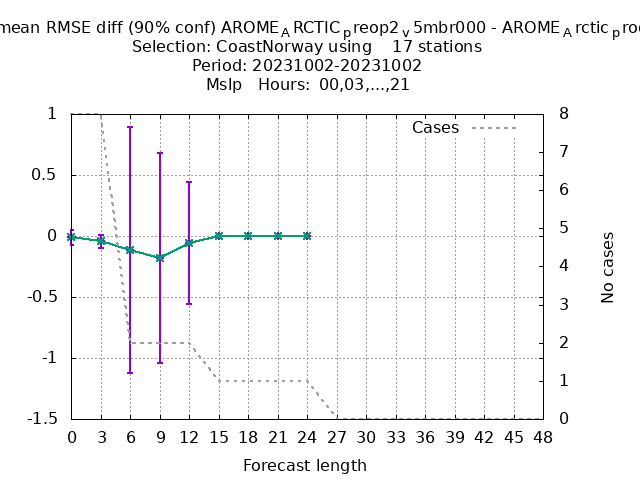 mean RMSE diff (90% conf) AROME_ARCTIC_preop2_v5mbr000 - AROME_Arctic_pro
Selection: CoastNorway using 17 stations
Period: 20231002-20231002
Mslp Hours: 00,03,...,21
Cases
1
0.5
0
-0.5
-1
-1.5
8
7
6
5
4
3
2
1
0
No cases
0 3 6 9 12 15 18 21 24 27 30 33 36 39 42 45 48
Forecast length